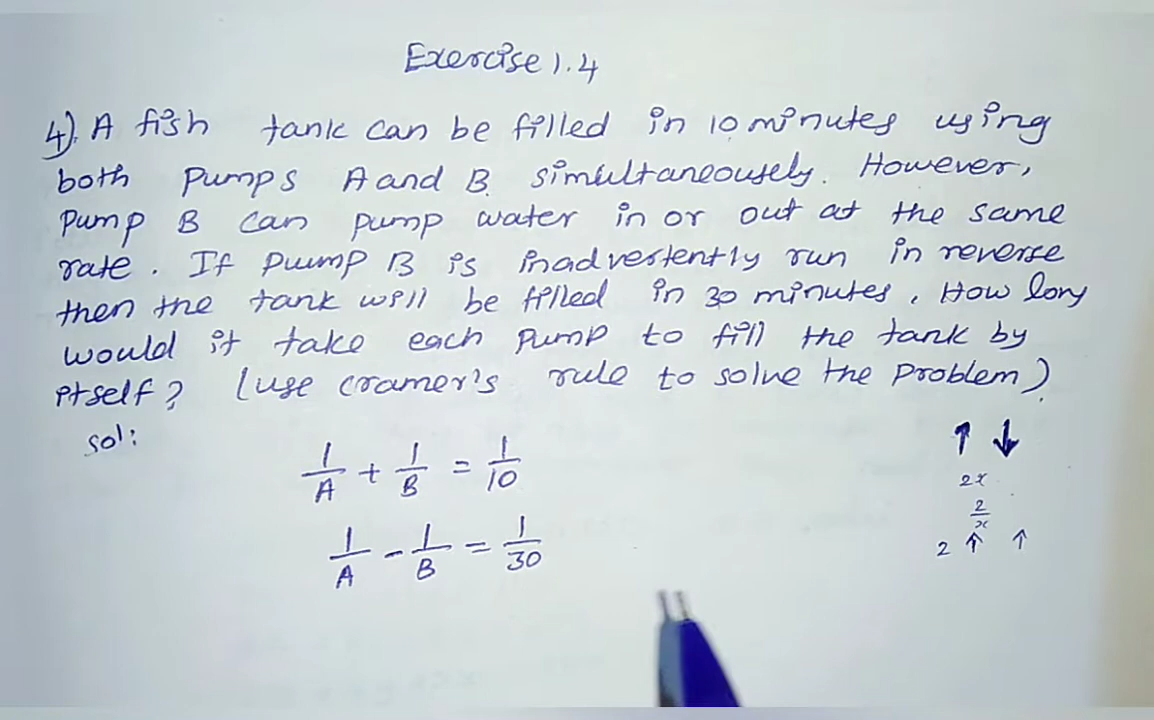 Exercise 1.4
4). A fish tank can be filled in 10 minutes using
both Pumps A and B simultaneously. However,
Pump B can pump water in or out at the same
rate. If Pump B is inadvertently run in reverse
then the tank will be filled in 30 minutes. How long
would it take each Pump to fill the tank by
itself? (use cramer's rule to solve the Problem).
sol:
1/A + 1/B = 1/10
1/A - 1/B = 1/30
↑ ↓
2x
2/x
2 ↑ ↑